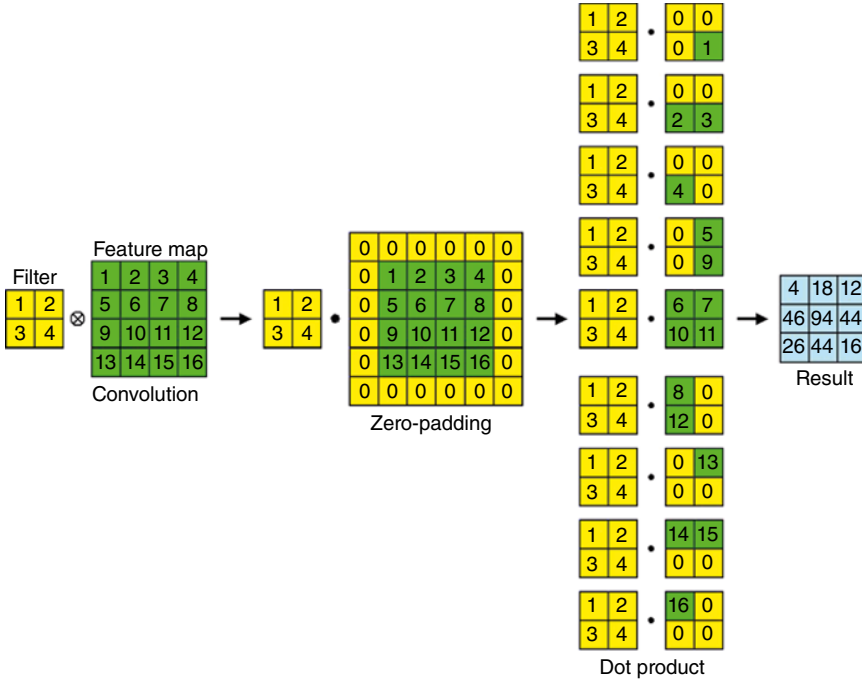 Filter
1 2
3 4
⊗
Feature map
1 2 3 4
5 6 7 8
9 10 11 12
13 14 15 16
Convolution
1 2
3 4
0 0 0 0 0 0
0 1 2 3 4 0
0 5 6 7 8 0
0 9 10 11 12 0
0 13 14 15 16 0
0 0 0 0 0 0
Zero-padding
1 2 0 0
3 4 0 1
1 2 0 0
3 4 2 3
1 2 0 0
3 4 4 0
1 2 0 5
3 4 0 9
1 2 6 7
3 4 10 11
1 2 8 0
3 4 12 0
1 2 0 13
3 4 0 0
1 2 14 15
3 4 0 0
1 2 16 0
3 4 0 0
Dot product
4 18 12
46 94 44
26 44 16
Result